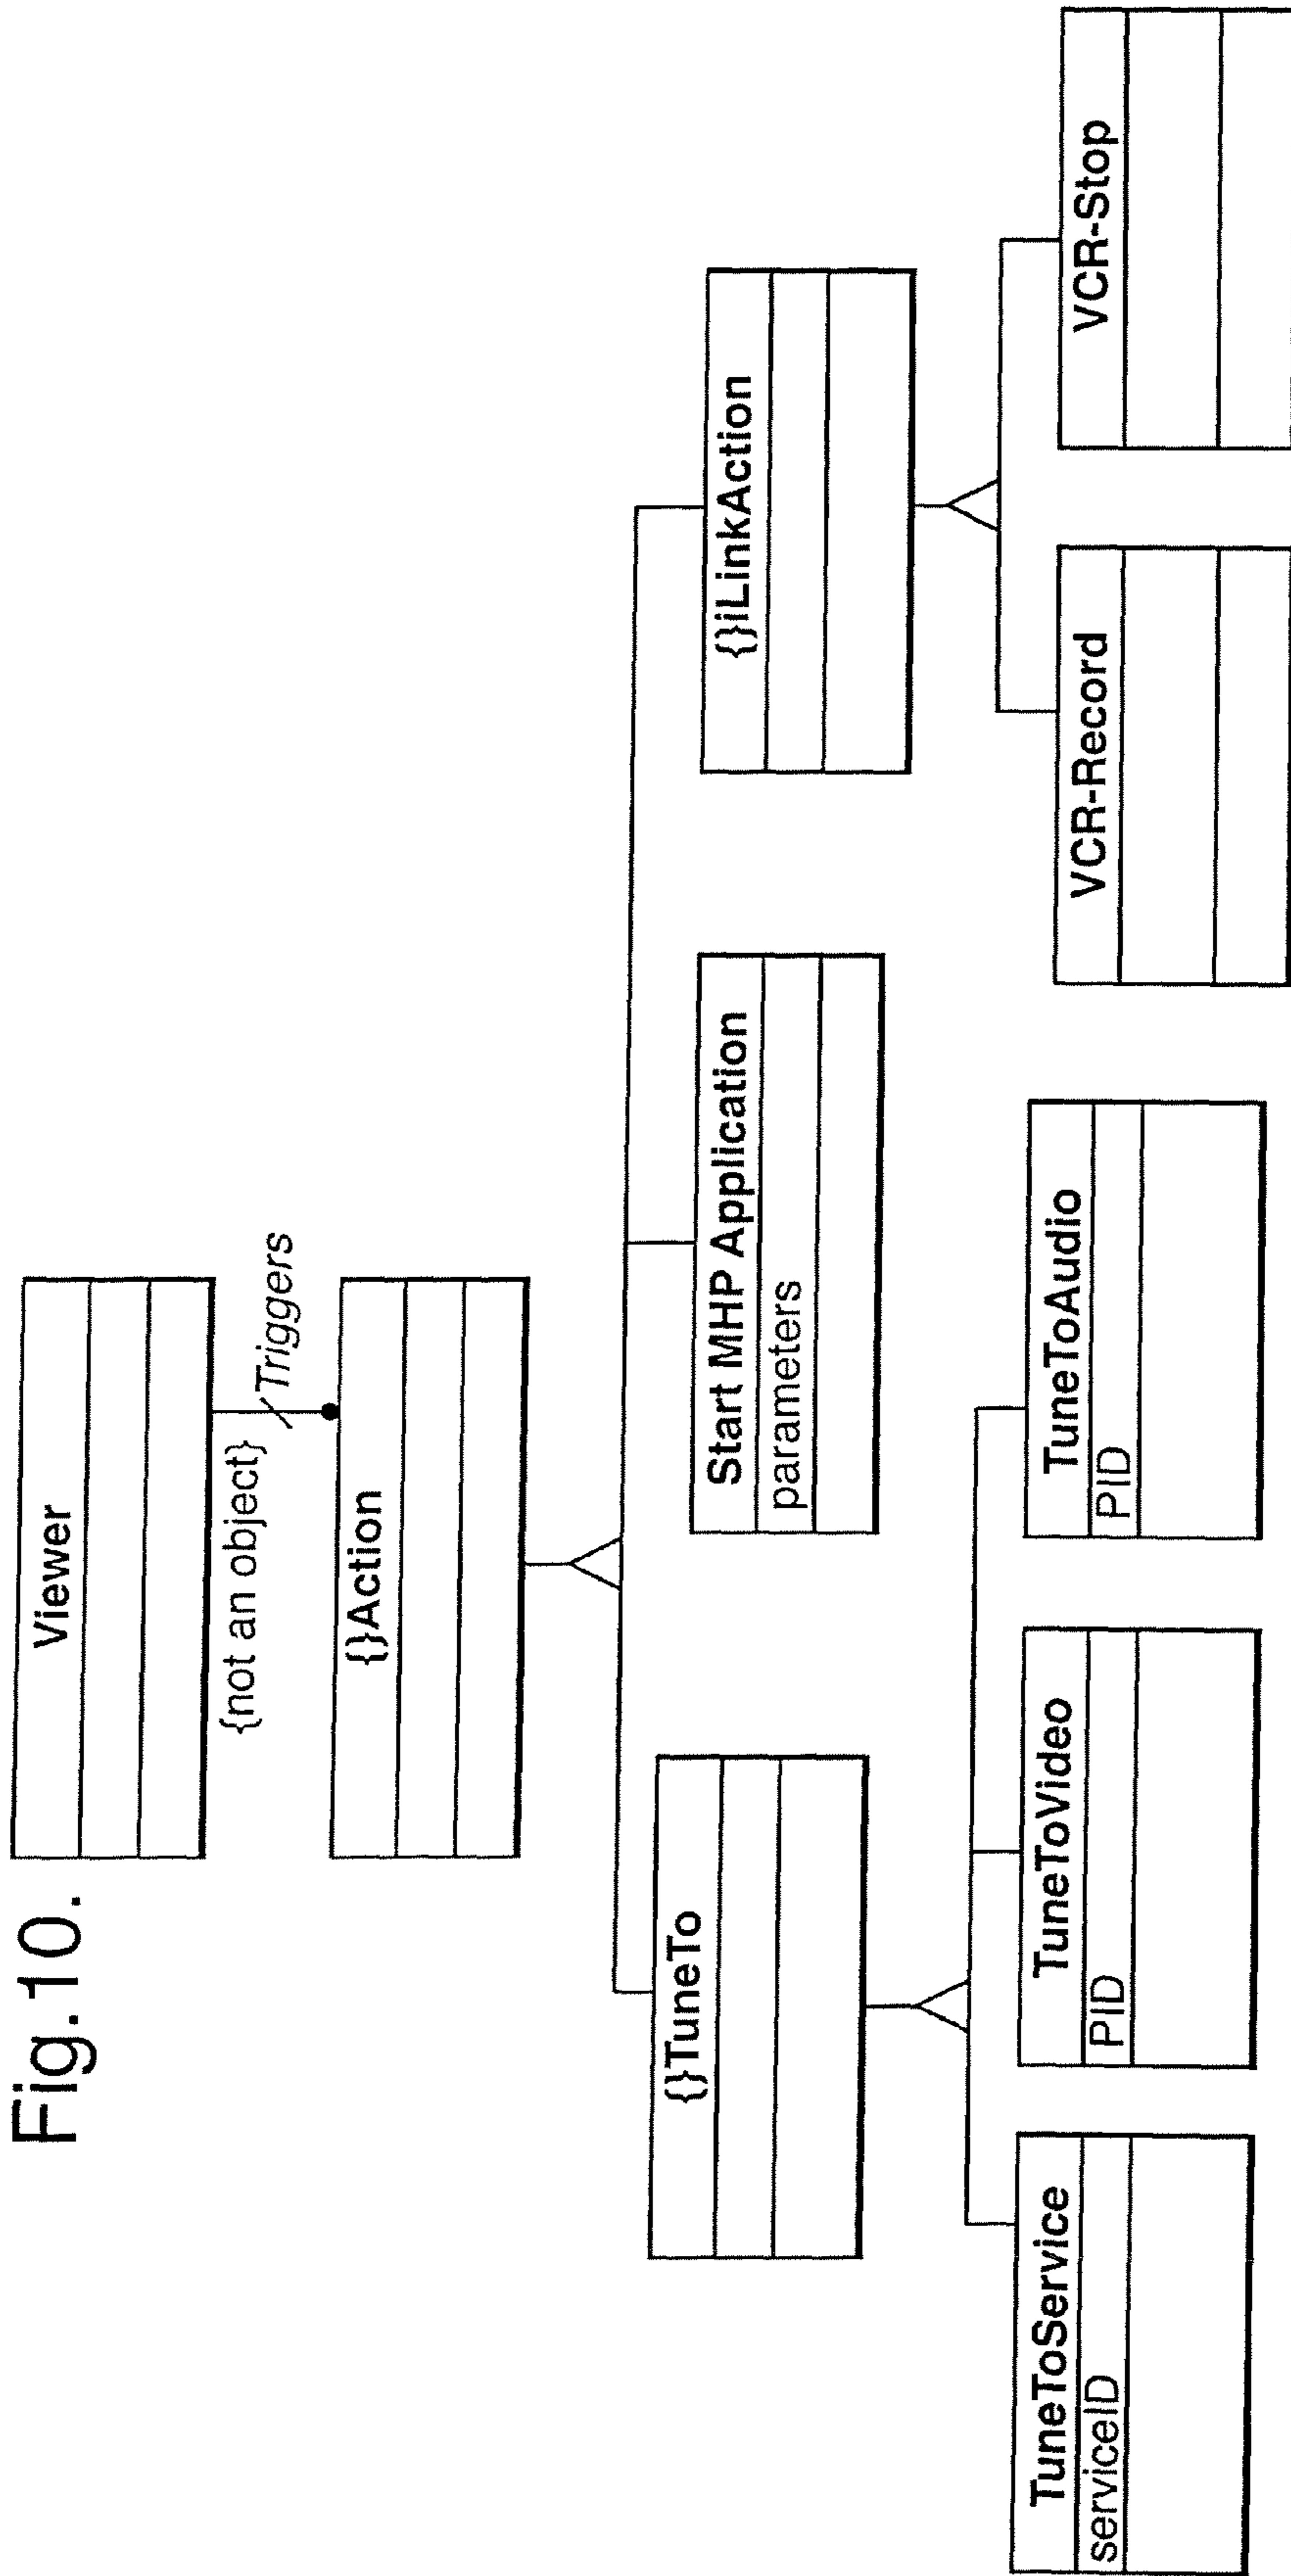 Fig.10.
Viewer
{not an object}
Triggers
{}Action
{}TuneTo
Start MHP Application
parameters
{}iLinkAction
TuneToService
serviceID
TuneToVideo
PID
TuneToAudio
PID
VCR-Record
VCR-Stop